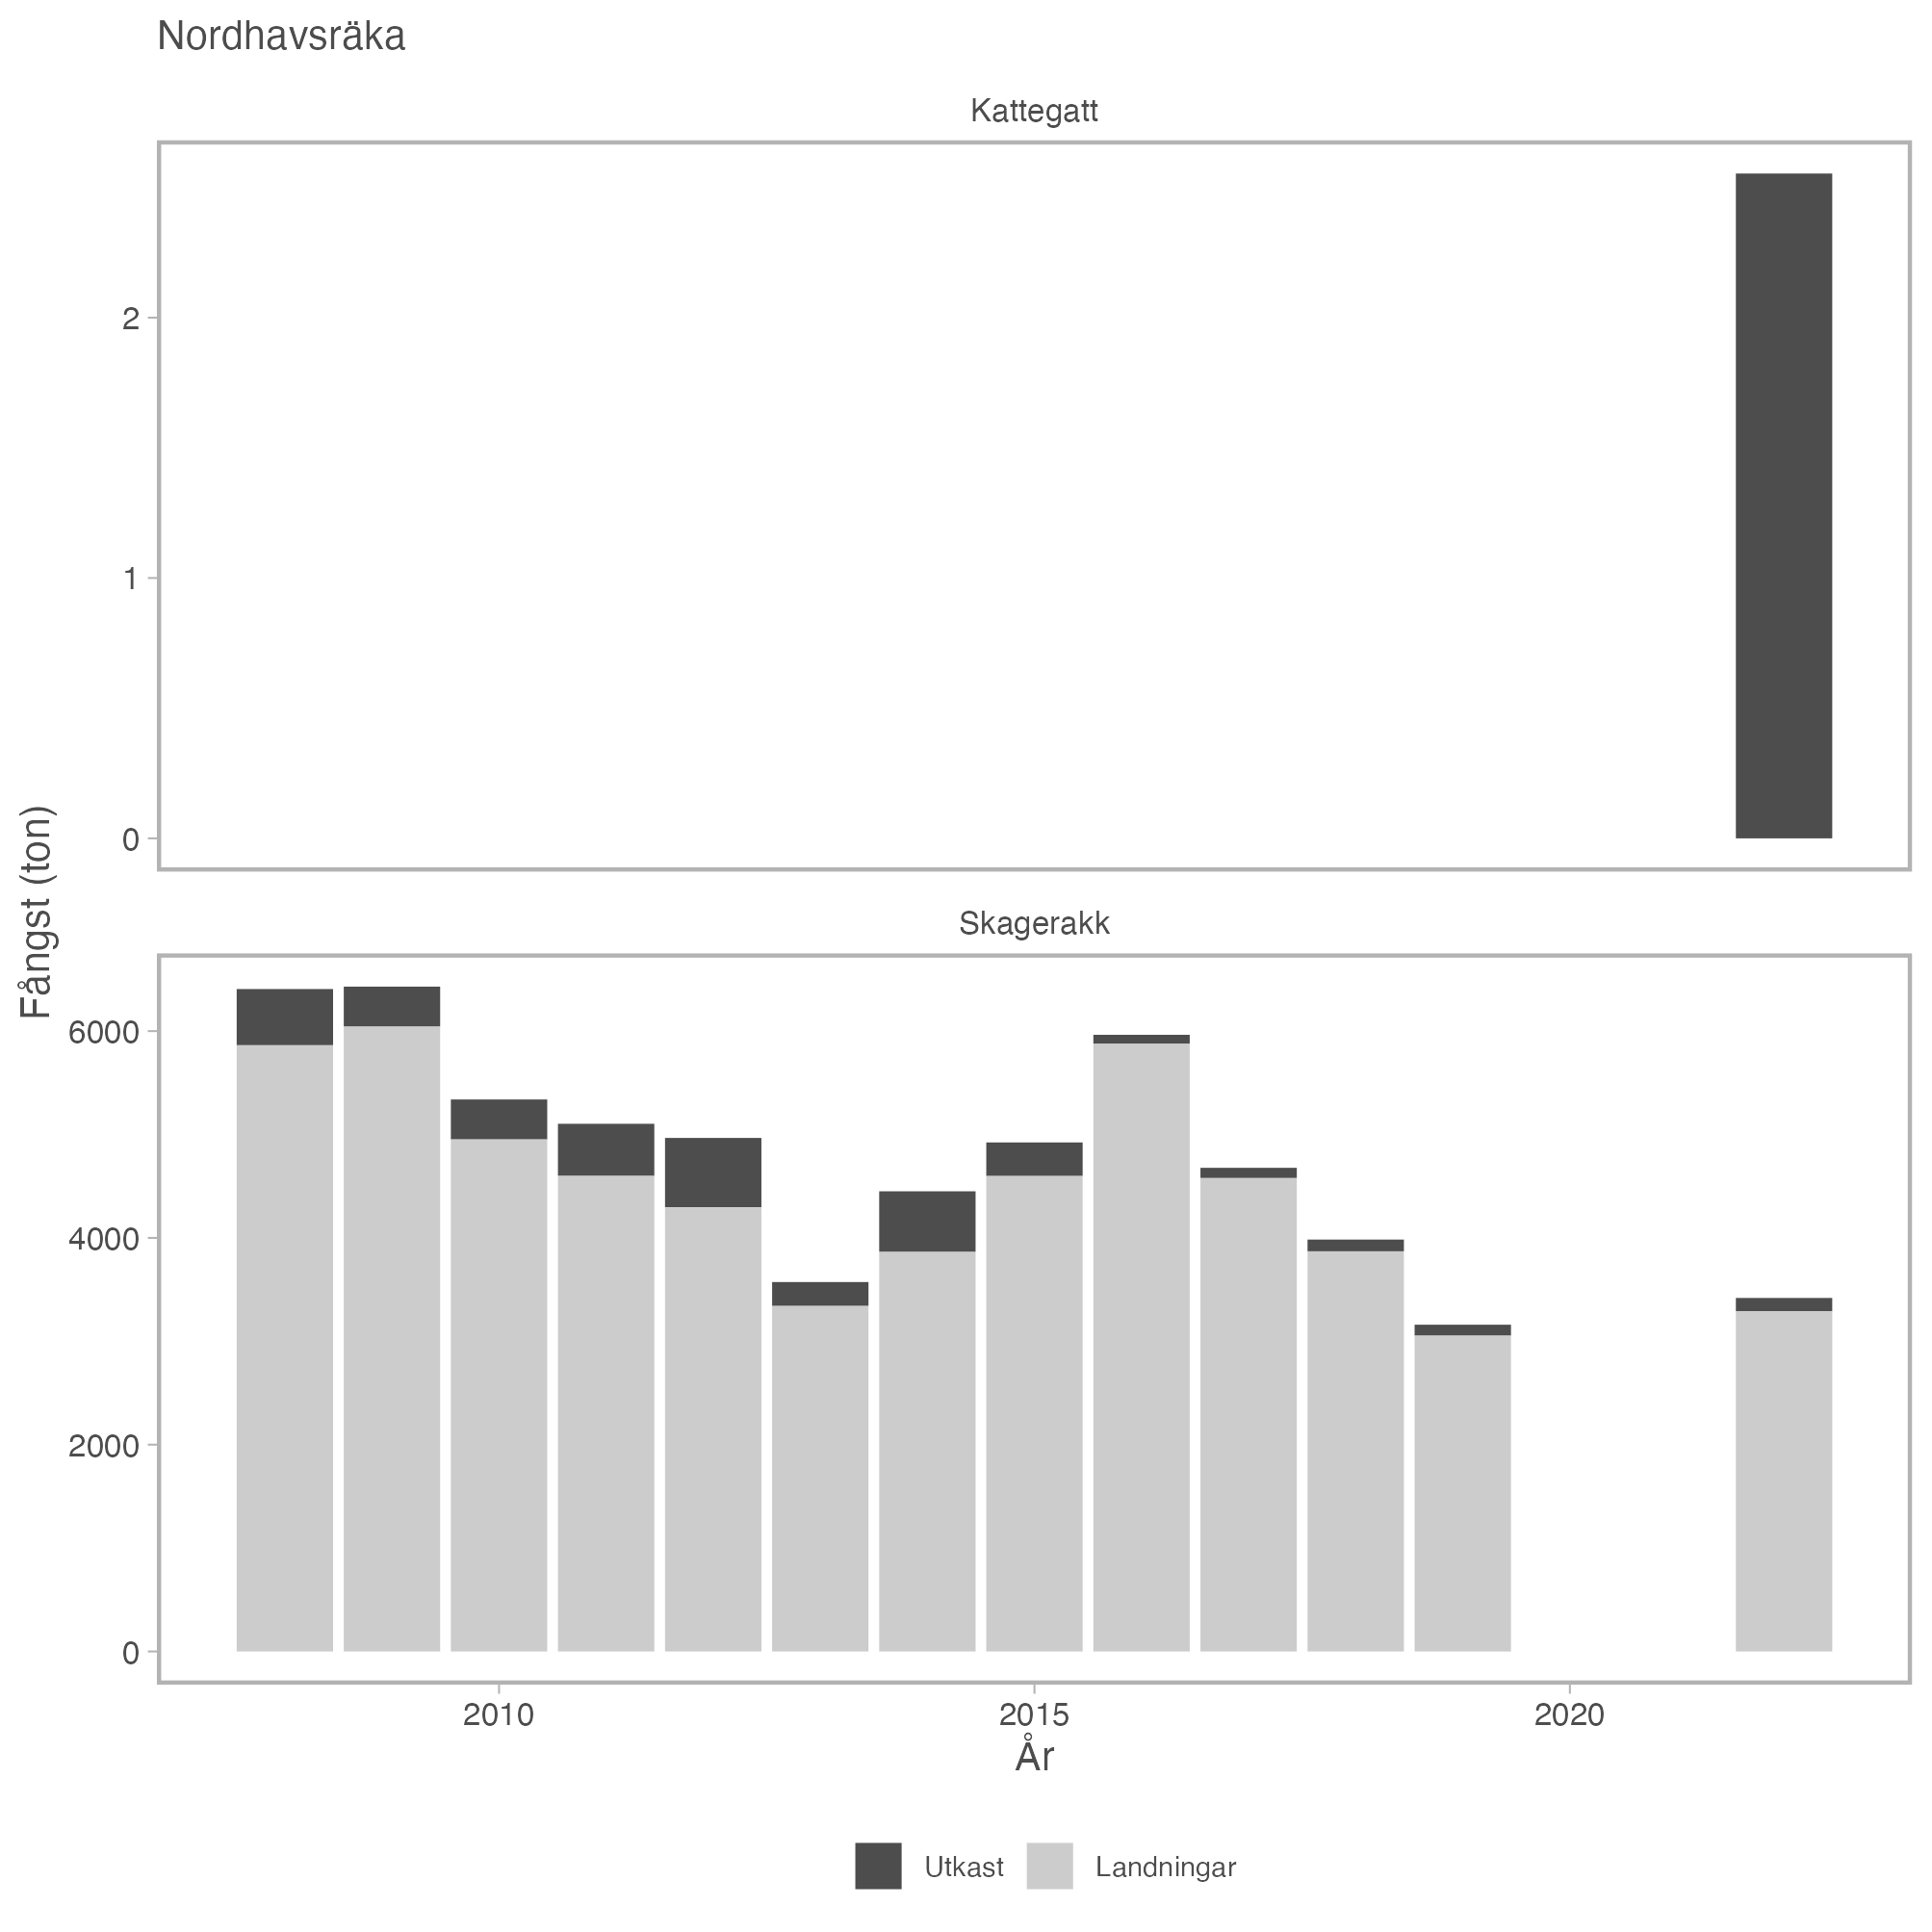 Nordhavsräka
Kattegatt
2
1
0
Fångst (ton)
Skagerakk
6000
4000
2000
0
2010 2015 2020
År
Utkast Landningar